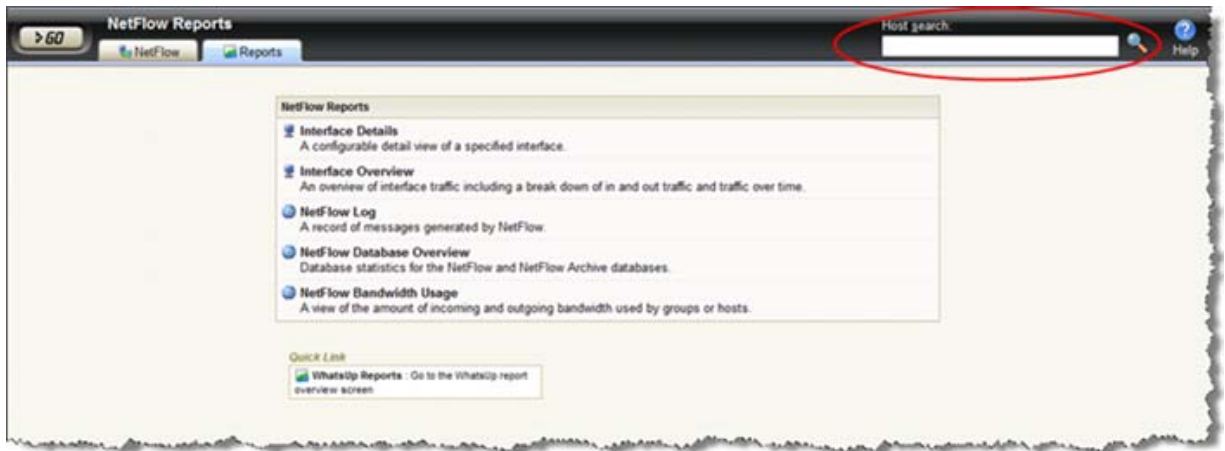 > GO
NetFlow Reports
NetFlow
Reports
Host search:
Help
NetFlow Reports
Interface Details
A configurable detail view of a specified interface.
Interface Overview
An overview of interface traffic including a break down of in and out traffic and traffic over time.
NetFlow Log
A record of messages generated by NetFlow.
NetFlow Database Overview
Database statistics for the NetFlow and NetFlow Archive databases.
NetFlow Bandwidth Usage
A view of the amount of incoming and outgoing bandwidth used by groups or hosts.
Quick Link
WhatsUp Reports : Go to the WhatsUp report
overview screen